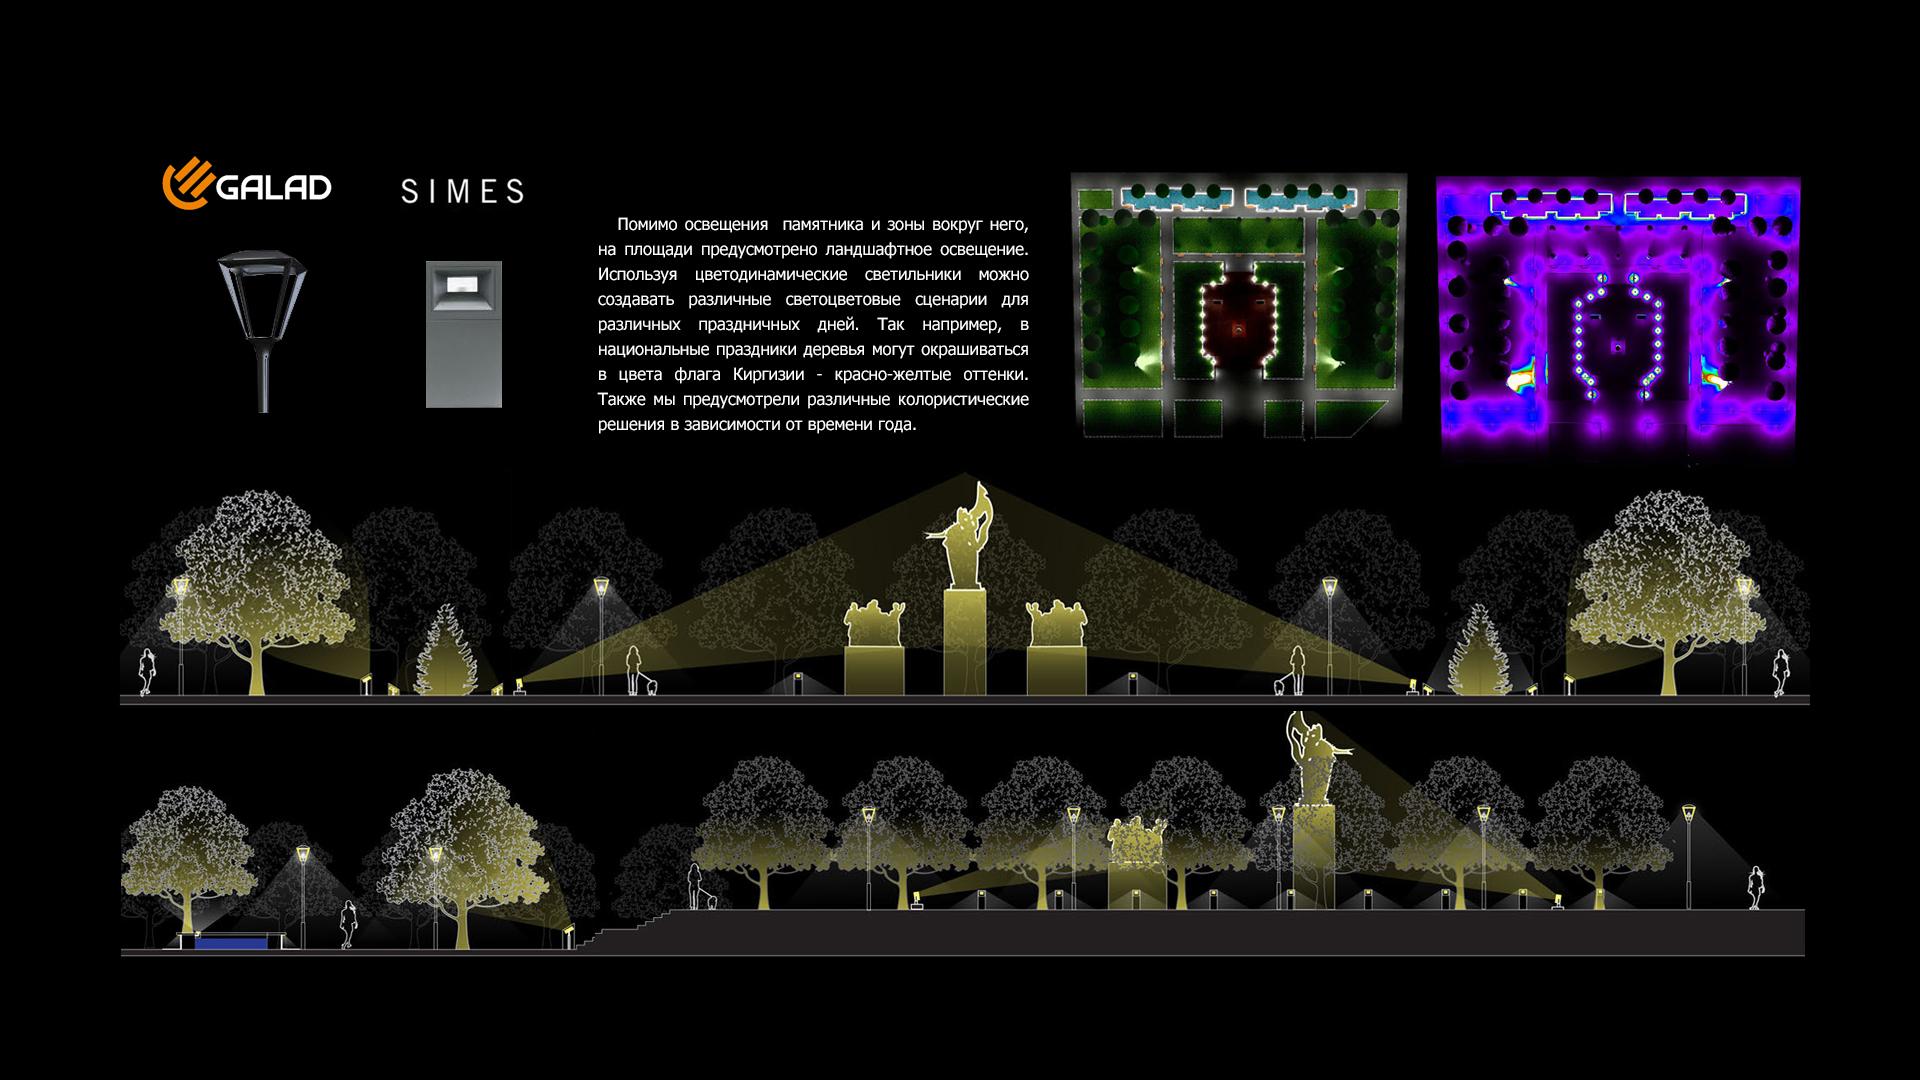 GALAD
SIMES
Помимо освещения памятника и зоны вокруг него,
на площади предусмотрено ландшафтное освещение.
Используя цветодинамические светильники можно
создавать различные светоцветовые сценарии для
различных праздничных дней. Так например, в
национальные праздники деревья могут окрашиваться
в цвета флага Киргизии - красно-желтые оттенки.
Также мы предусмотрели различные колористические
решения в зависимости от времени года.